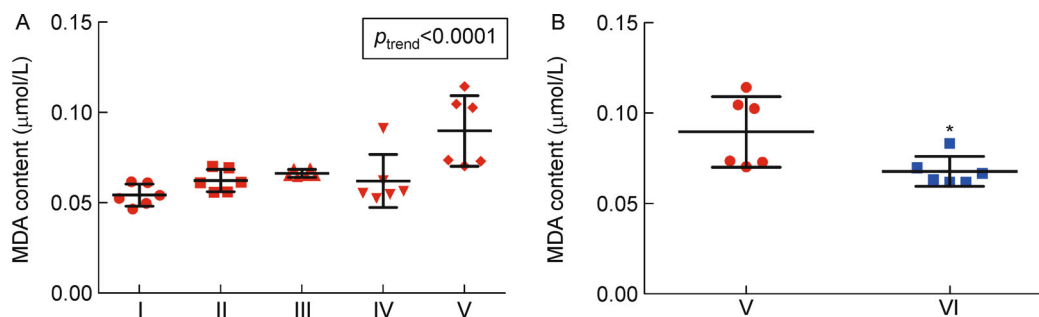 A
MDA content (μmol/L)
0.15
0.10
0.05
0.00
p_trend<0.0001
I II III IV V
B
MDA content (μmol/L)
0.15
0.10
0.05
0.00
*
V VI